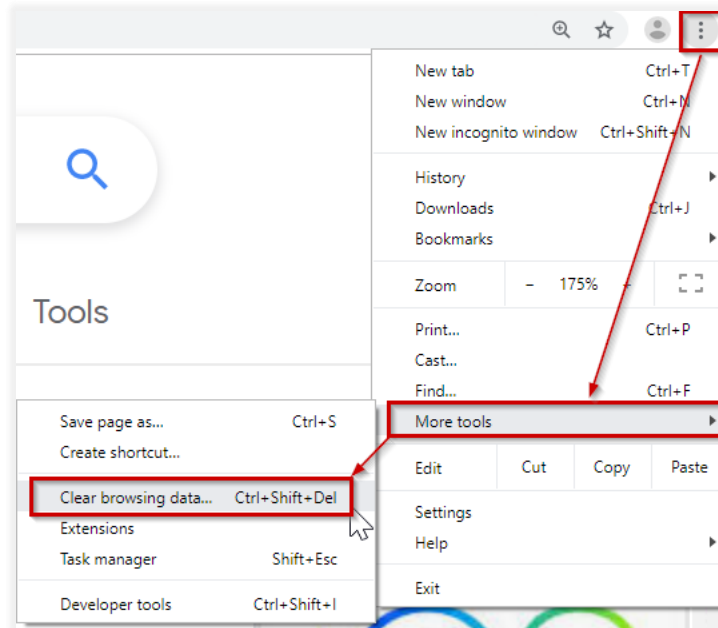 New tab Ctrl+T
New window Ctrl+N
New incognito window Ctrl+Shift+N
History
Downloads Ctrl+J
Bookmarks
Zoom - 175% +
Tools
Print... Ctrl+P
Cast...
Find... Ctrl+F
More tools
Edit Cut Copy Paste
Settings
Help
Exit
Save page as... Ctrl+S
Create shortcut...
Clear browsing data... Ctrl+Shift+Del
Extensions
Task manager Shift+Esc
Developer tools Ctrl+Shift+I